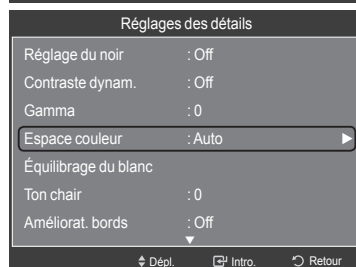 Réglages des détails
Réglage du noir : Off
Contraste dynam. : Off
Gamma : 0
Espace couleur : Auto
Équilibrage du blanc
Ton chair : 0
Améliorat. bords : Off
Dépl. Intro. Retour